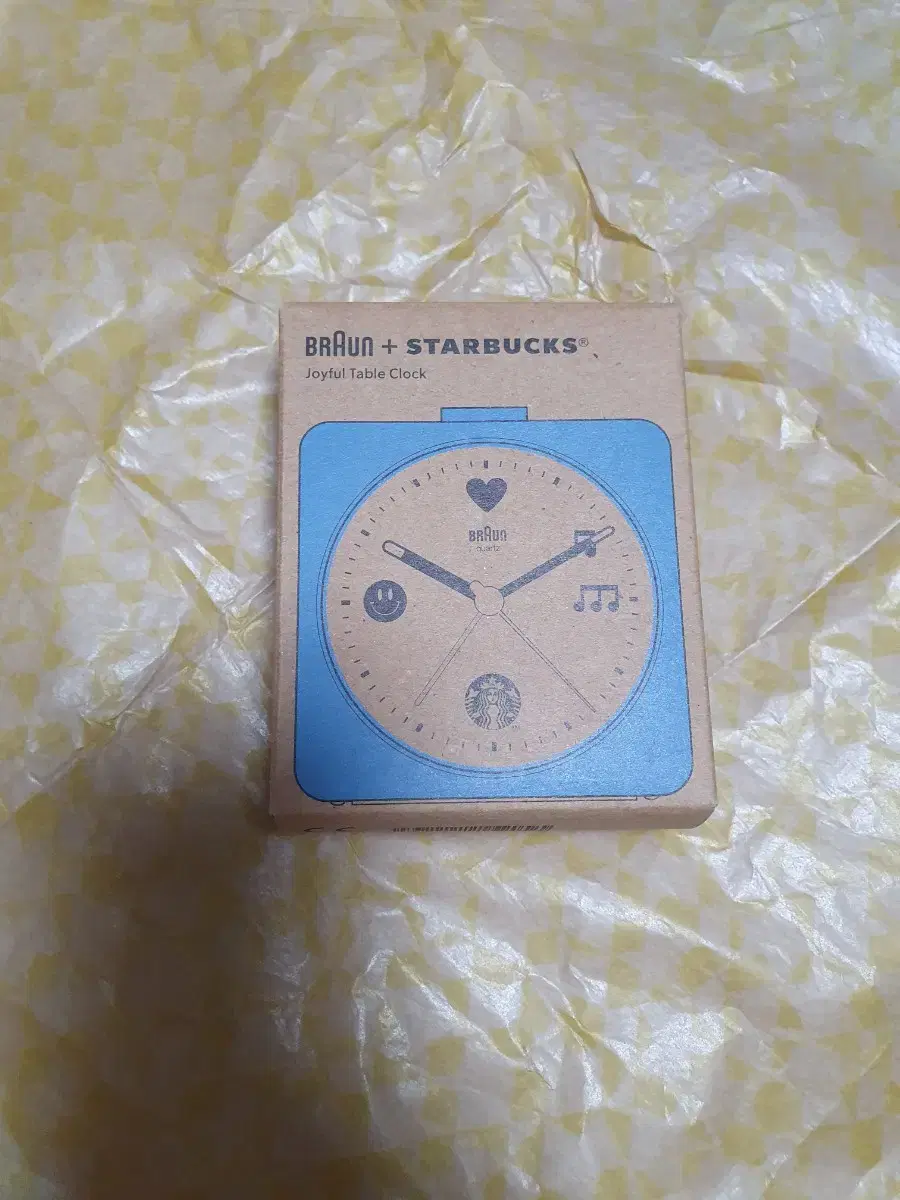 BRAUN + STARBUCKS®
Joyful Table Clock
BRAUN
quartz